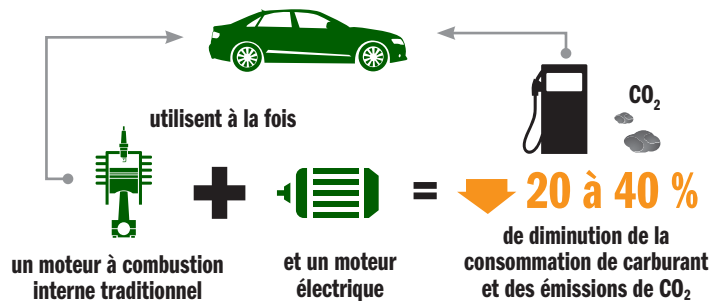 utilisent à la fois
CO₂
20 à 40 %
un moteur à combustion
interne traditionnel
et un moteur
électrique
de diminution de la
consommation de carburant
et des émissions de CO₂